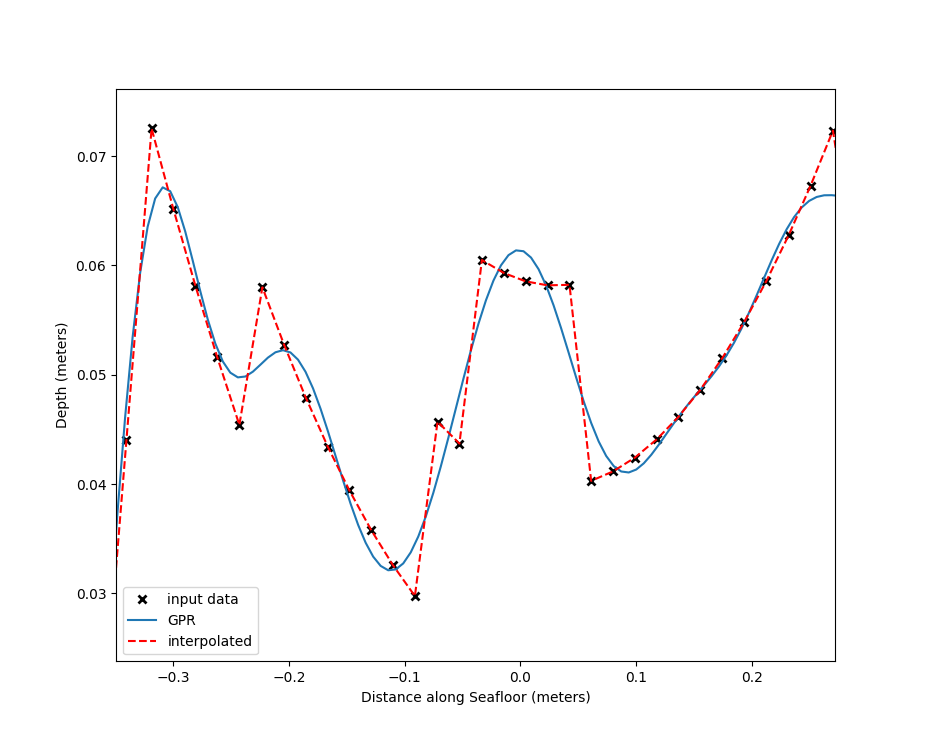 0.07
0.06
0.05
0.04
0.03
Depth (meters)
input data
GPR
interpolated
−0.3 −0.2 −0.1 0.0 0.1 0.2
Distance along Seafloor (meters)